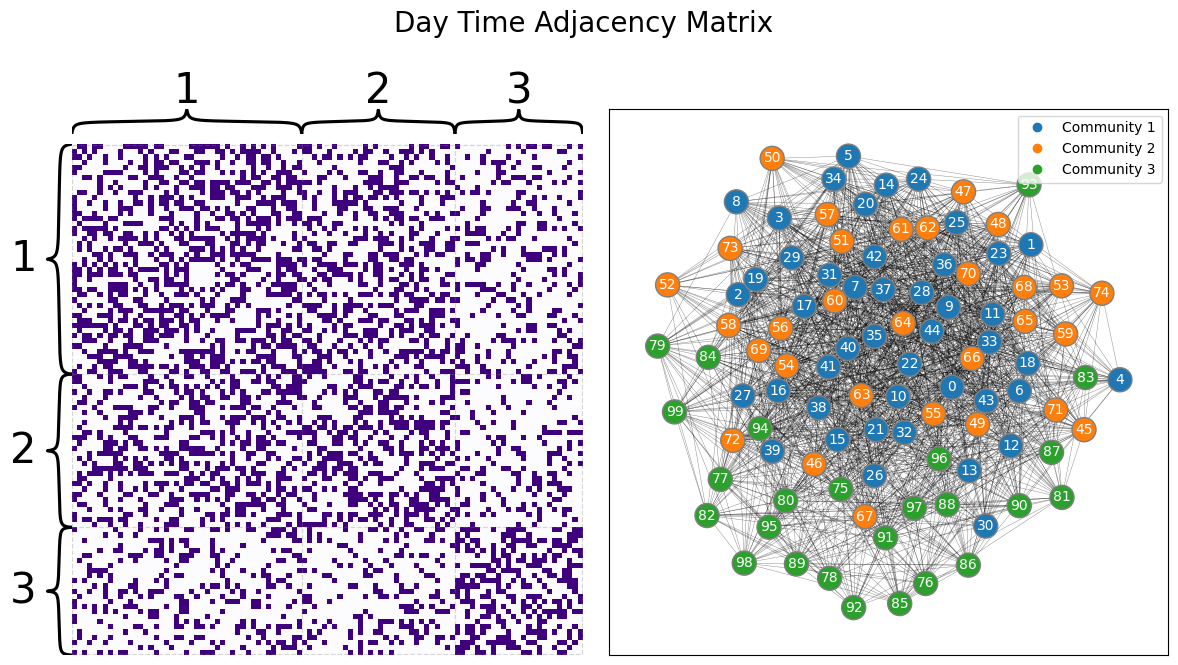 Day Time Adjacency Matrix
1 2 3
1
2
3
Community 1
Community 2
Community 3
50 5
34 14 24
8 20 47 93
3 57 61 62 25 48
73 51 42 23 1
29 36 70
52 19 31 7 37 28 68 53 74
2 17 60 9 11
58 56 64 44 65 59
79 84 69 35 33
54 41 40 22 66 18 83 4
99 27 16 63 10 0 43 6
38 55 49 71 45
94 72 39 15 21 32 12 87
46 96 13
77 80 75 26 81
82 95 67 97 88 90
91 30
98 89 78 86
92 85 76